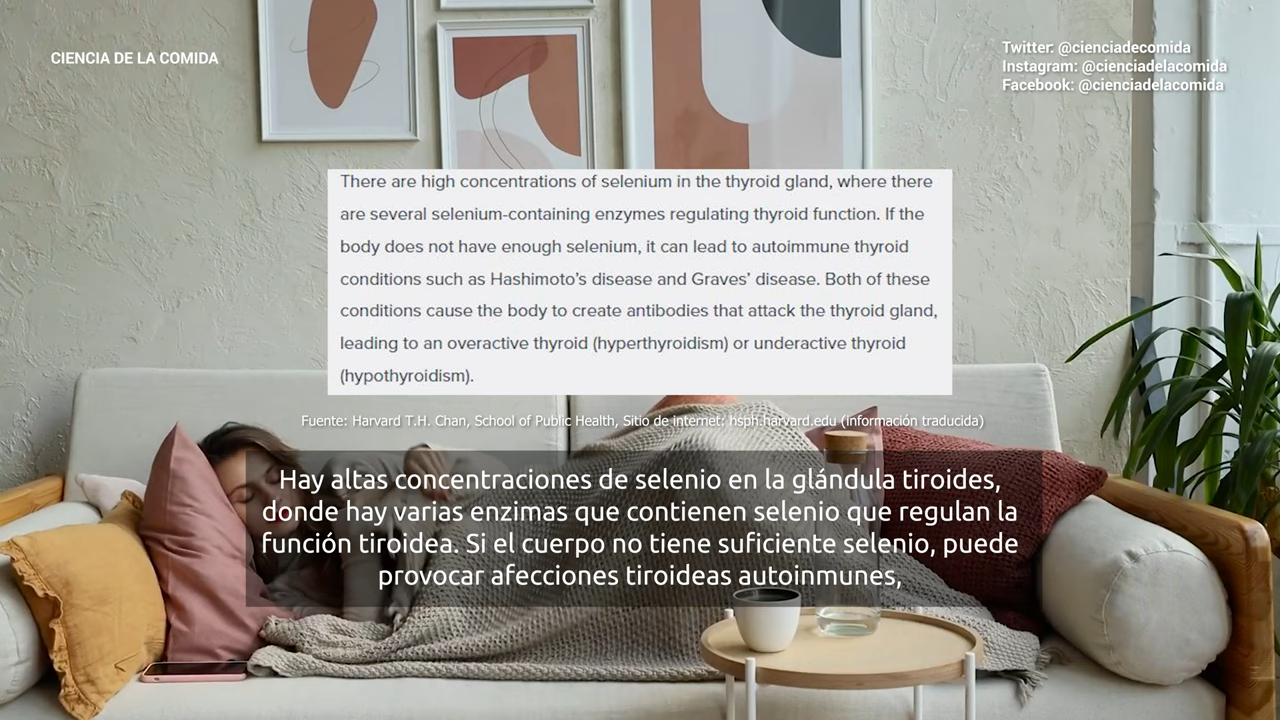 CIENCIA DE LA COMIDA
Twitter: @cienciadecomida
Instagram: @cienciadelacomida
Facebook: @cienciadelacomida
There are high concentrations of selenium in the thyroid gland, where there
are several selenium-containing enzymes regulating thyroid function. If the
body does not have enough selenium, it can lead to autoimmune thyroid
conditions such as Hashimoto’s disease and Graves’ disease. Both of these
conditions cause the body to create antibodies that attack the thyroid gland,
leading to an overactive thyroid (hyperthyroidism) or underactive thyroid
(hypothyroidism).
Fuente: Harvard T.H. Chan, School of Public Health, Sitio de internet: hsph.harvard.edu (información traducida)
Hay altas concentraciones de selenio en la glándula tiroides,
donde hay varias enzimas que contienen selenio que regulan la
función tiroidea. Si el cuerpo no tiene suficiente selenio, puede
provocar afecciones tiroideas autoinmunes,